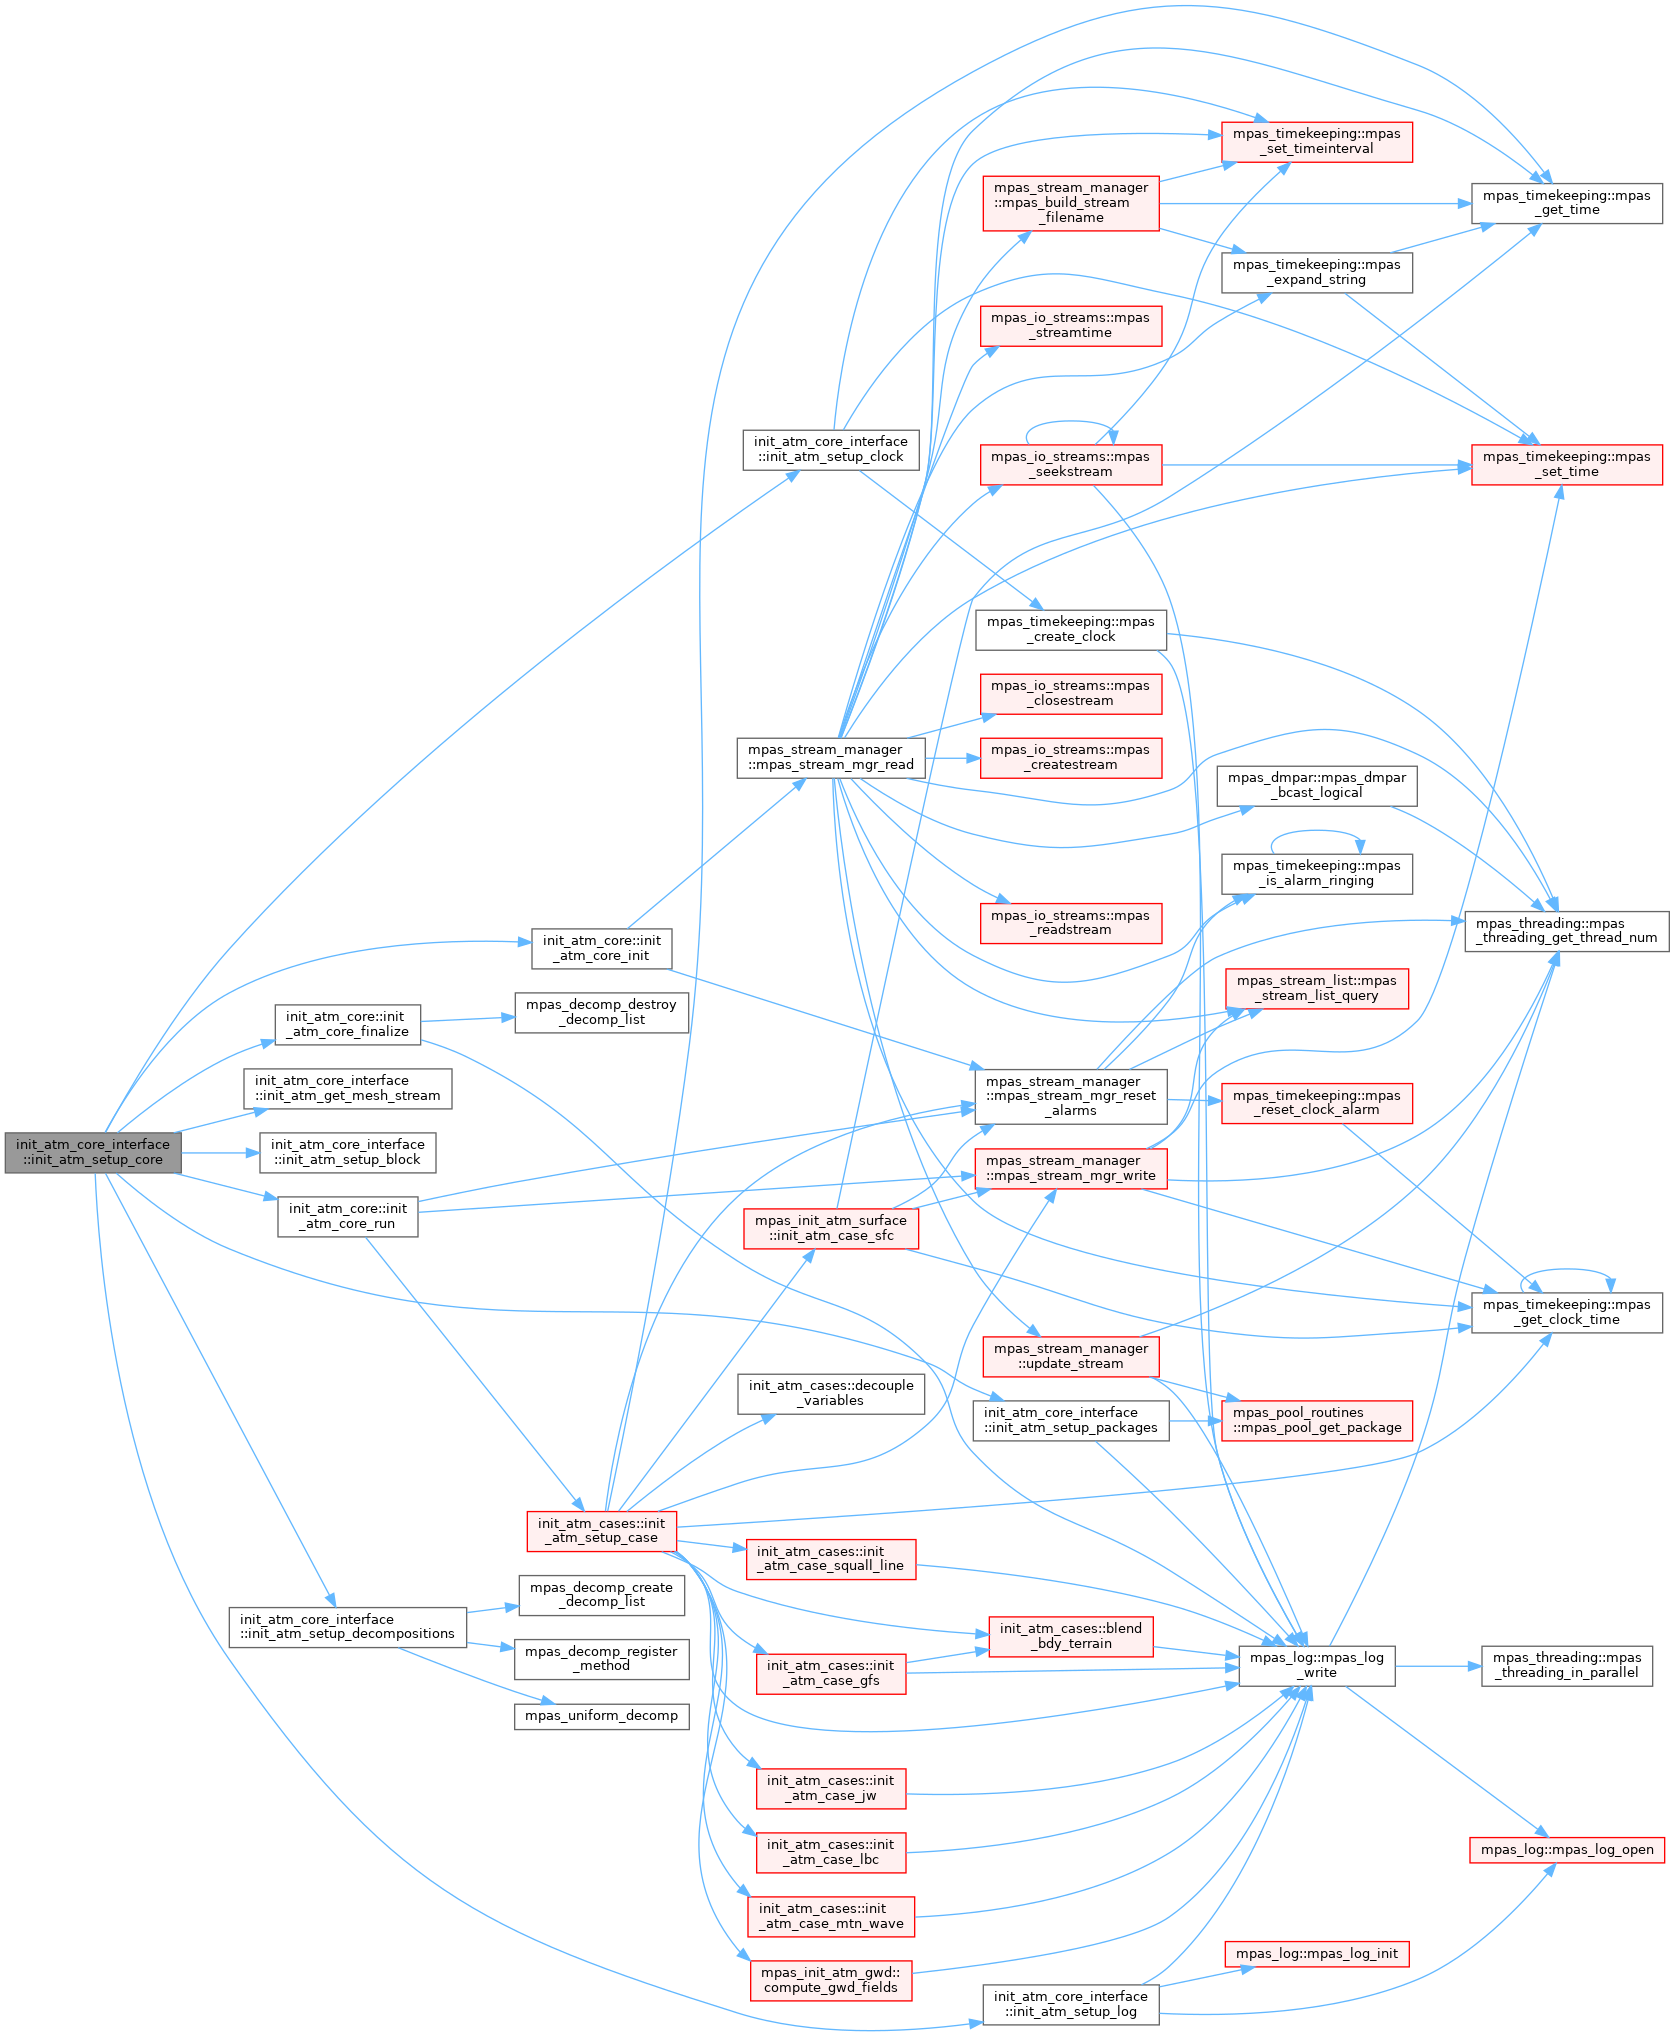 mpas_timekeeping::mpas
_set_timeinterval
mpas_stream_manager
::mpas_build_stream
_filename
mpas_timekeeping::mpas
_get_time
mpas_timekeeping::mpas
_expand_string
mpas_io_streams::mpas
_streamtime
init_atm_core_interface
::init_atm_setup_clock
mpas_io_streams::mpas
_seekstream
mpas_timekeeping::mpas
_set_time
mpas_timekeeping::mpas
_create_clock
mpas_io_streams::mpas
_closestream
mpas_stream_manager
::mpas_stream_mgr_read
mpas_io_streams::mpas
_createstream
mpas_dmpar::mpas_dmpar
_bcast_logical
mpas_timekeeping::mpas
_is_alarm_ringing
mpas_io_streams::mpas
_readstream
mpas_threading::mpas
_threading_get_thread_num
init_atm_core::init
_atm_core_init
mpas_stream_list::mpas
_stream_list_query
mpas_decomp_destroy
_decomp_list
init_atm_core::init
_atm_core_finalize
init_atm_core_interface
::init_atm_get_mesh_stream
mpas_stream_manager
::mpas_stream_mgr_reset
_alarms
mpas_timekeeping::mpas
_reset_clock_alarm
init_atm_core_interface
::init_atm_setup_core
init_atm_core_interface
::init_atm_setup_block
mpas_stream_manager
::mpas_stream_mgr_write
init_atm_core::init
_atm_core_run
mpas_init_atm_surface
::init_atm_case_sfc
mpas_timekeeping::mpas
_get_clock_time
mpas_stream_manager
::update_stream
init_atm_cases::decouple
_variables
init_atm_core_interface
::init_atm_setup_packages
mpas_pool_routines
::mpas_pool_get_package
init_atm_cases::init
_atm_setup_case
init_atm_cases::init
_atm_case_squall_line
mpas_decomp_create
_decomp_list
init_atm_core_interface
::init_atm_setup_decompositions
init_atm_cases::blend
_bdy_terrain
mpas_decomp_register
_method
init_atm_cases::init
_atm_case_gfs
mpas_log::mpas_log
_write
mpas_threading::mpas
_threading_in_parallel
mpas_uniform_decomp
init_atm_cases::init
_atm_case_jw
init_atm_cases::init
_atm_case_lbc
mpas_log::mpas_log_open
init_atm_cases::init
_atm_case_mtn_wave
mpas_log::mpas_log_init
mpas_init_atm_gwd::
compute_gwd_fields
init_atm_core_interface
::init_atm_setup_log